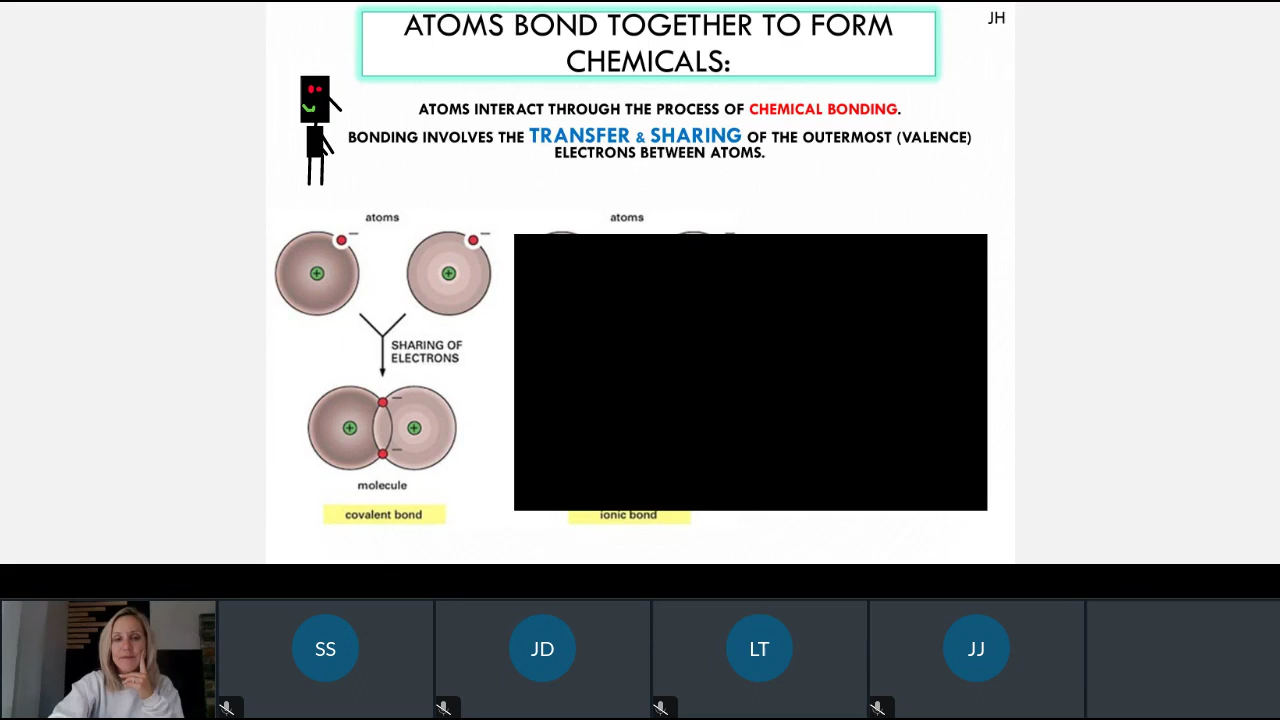 JH
ATOMS BOND TOGETHER TO FORM
CHEMICALS:
ATOMS INTERACT THROUGH THE PROCESS OF CHEMICAL BONDING.
BONDING INVOLVES THE TRANSFER & SHARING OF THE OUTERMOST (VALENCE)
ELECTRONS BETWEEN ATOMS.
atoms
atoms
SHARING OF
ELECTRONS
molecule
covalent bond
ionic bond
SS
JD
LT
JJ